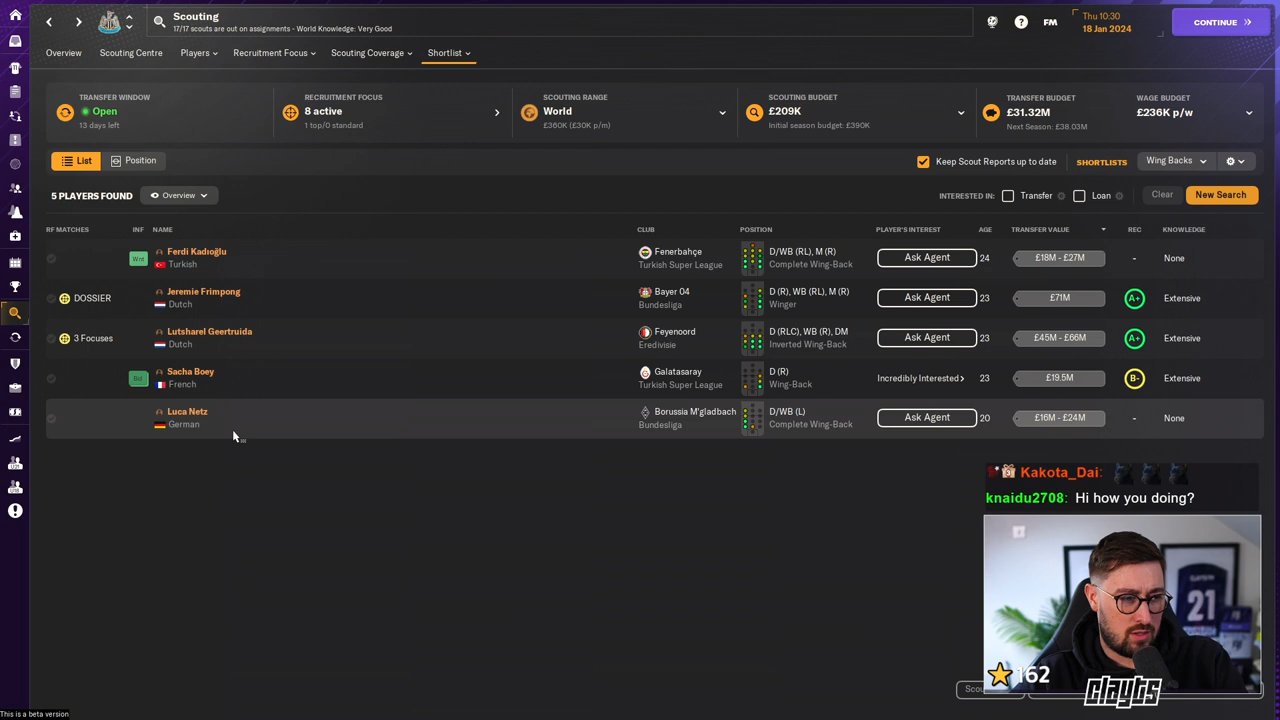 Scouting
17/17 scouts are out on assignments - World Knowledge: Very Good
FM
Thu 10:30
18 Jan 2024
CONTINUE
Overview
Scouting Centre
Players
Recruitment Focus
Scouting Coverage
Shortlist
TRANSFER WINDOW
Open
13 days left
RECRUITMENT FOCUS
8 active
1 top/0 standard
SCOUTING RANGE
World
£360K (£30K p/m)
SCOUTING BUDGET
£209K
Initial season budget: £390K
TRANSFER BUDGET
£31.32M
Next Season: £38.03M
WAGE BUDGET
£236K p/w
List
Position
Keep Scout Reports up to date
SHORTLISTS
Wing Backs
5 PLAYERS FOUND
Overview
INTERESTED IN:
Transfer
Loan
Clear
New Search
RF MATCHES
INF
NAME
CLUB
POSITION
PLAYER'S INTEREST
AGE
TRANSFER VALUE
REC
KNOWLEDGE
Wnt
Ferdi Kadıoğlu
Turkish
Fenerbahçe
Turkish Super League
D/WB (RL), M (R)
Complete Wing-Back
Ask Agent
24
£18M - £27M
-
None
DOSSIER
Jeremie Frimpong
Dutch
Bayer 04
Bundesliga
D (R), WB (RL), M (R)
Winger
Ask Agent
23
£71M
A+
Extensive
3 Focuses
Lutsharel Geertruida
Dutch
Feyenoord
Eredivisie
D (RLC), WB (R), DM
Inverted Wing-Back
Ask Agent
23
£45M - £66M
A+
Extensive
Bid
Sacha Boey
French
Galatasaray
Turkish Super League
D (R)
Wing-Back
Incredibly Interested
23
£19.5M
B-
Extensive
Luca Netz
German
Borussia M'gladbach
Bundesliga
D/WB (L)
Complete Wing-Back
Ask Agent
20
£16M - £24M
-
None
Kakota_Dai:
knaidu2708: Hi how you doing?
21
162
clayts
This is a beta version